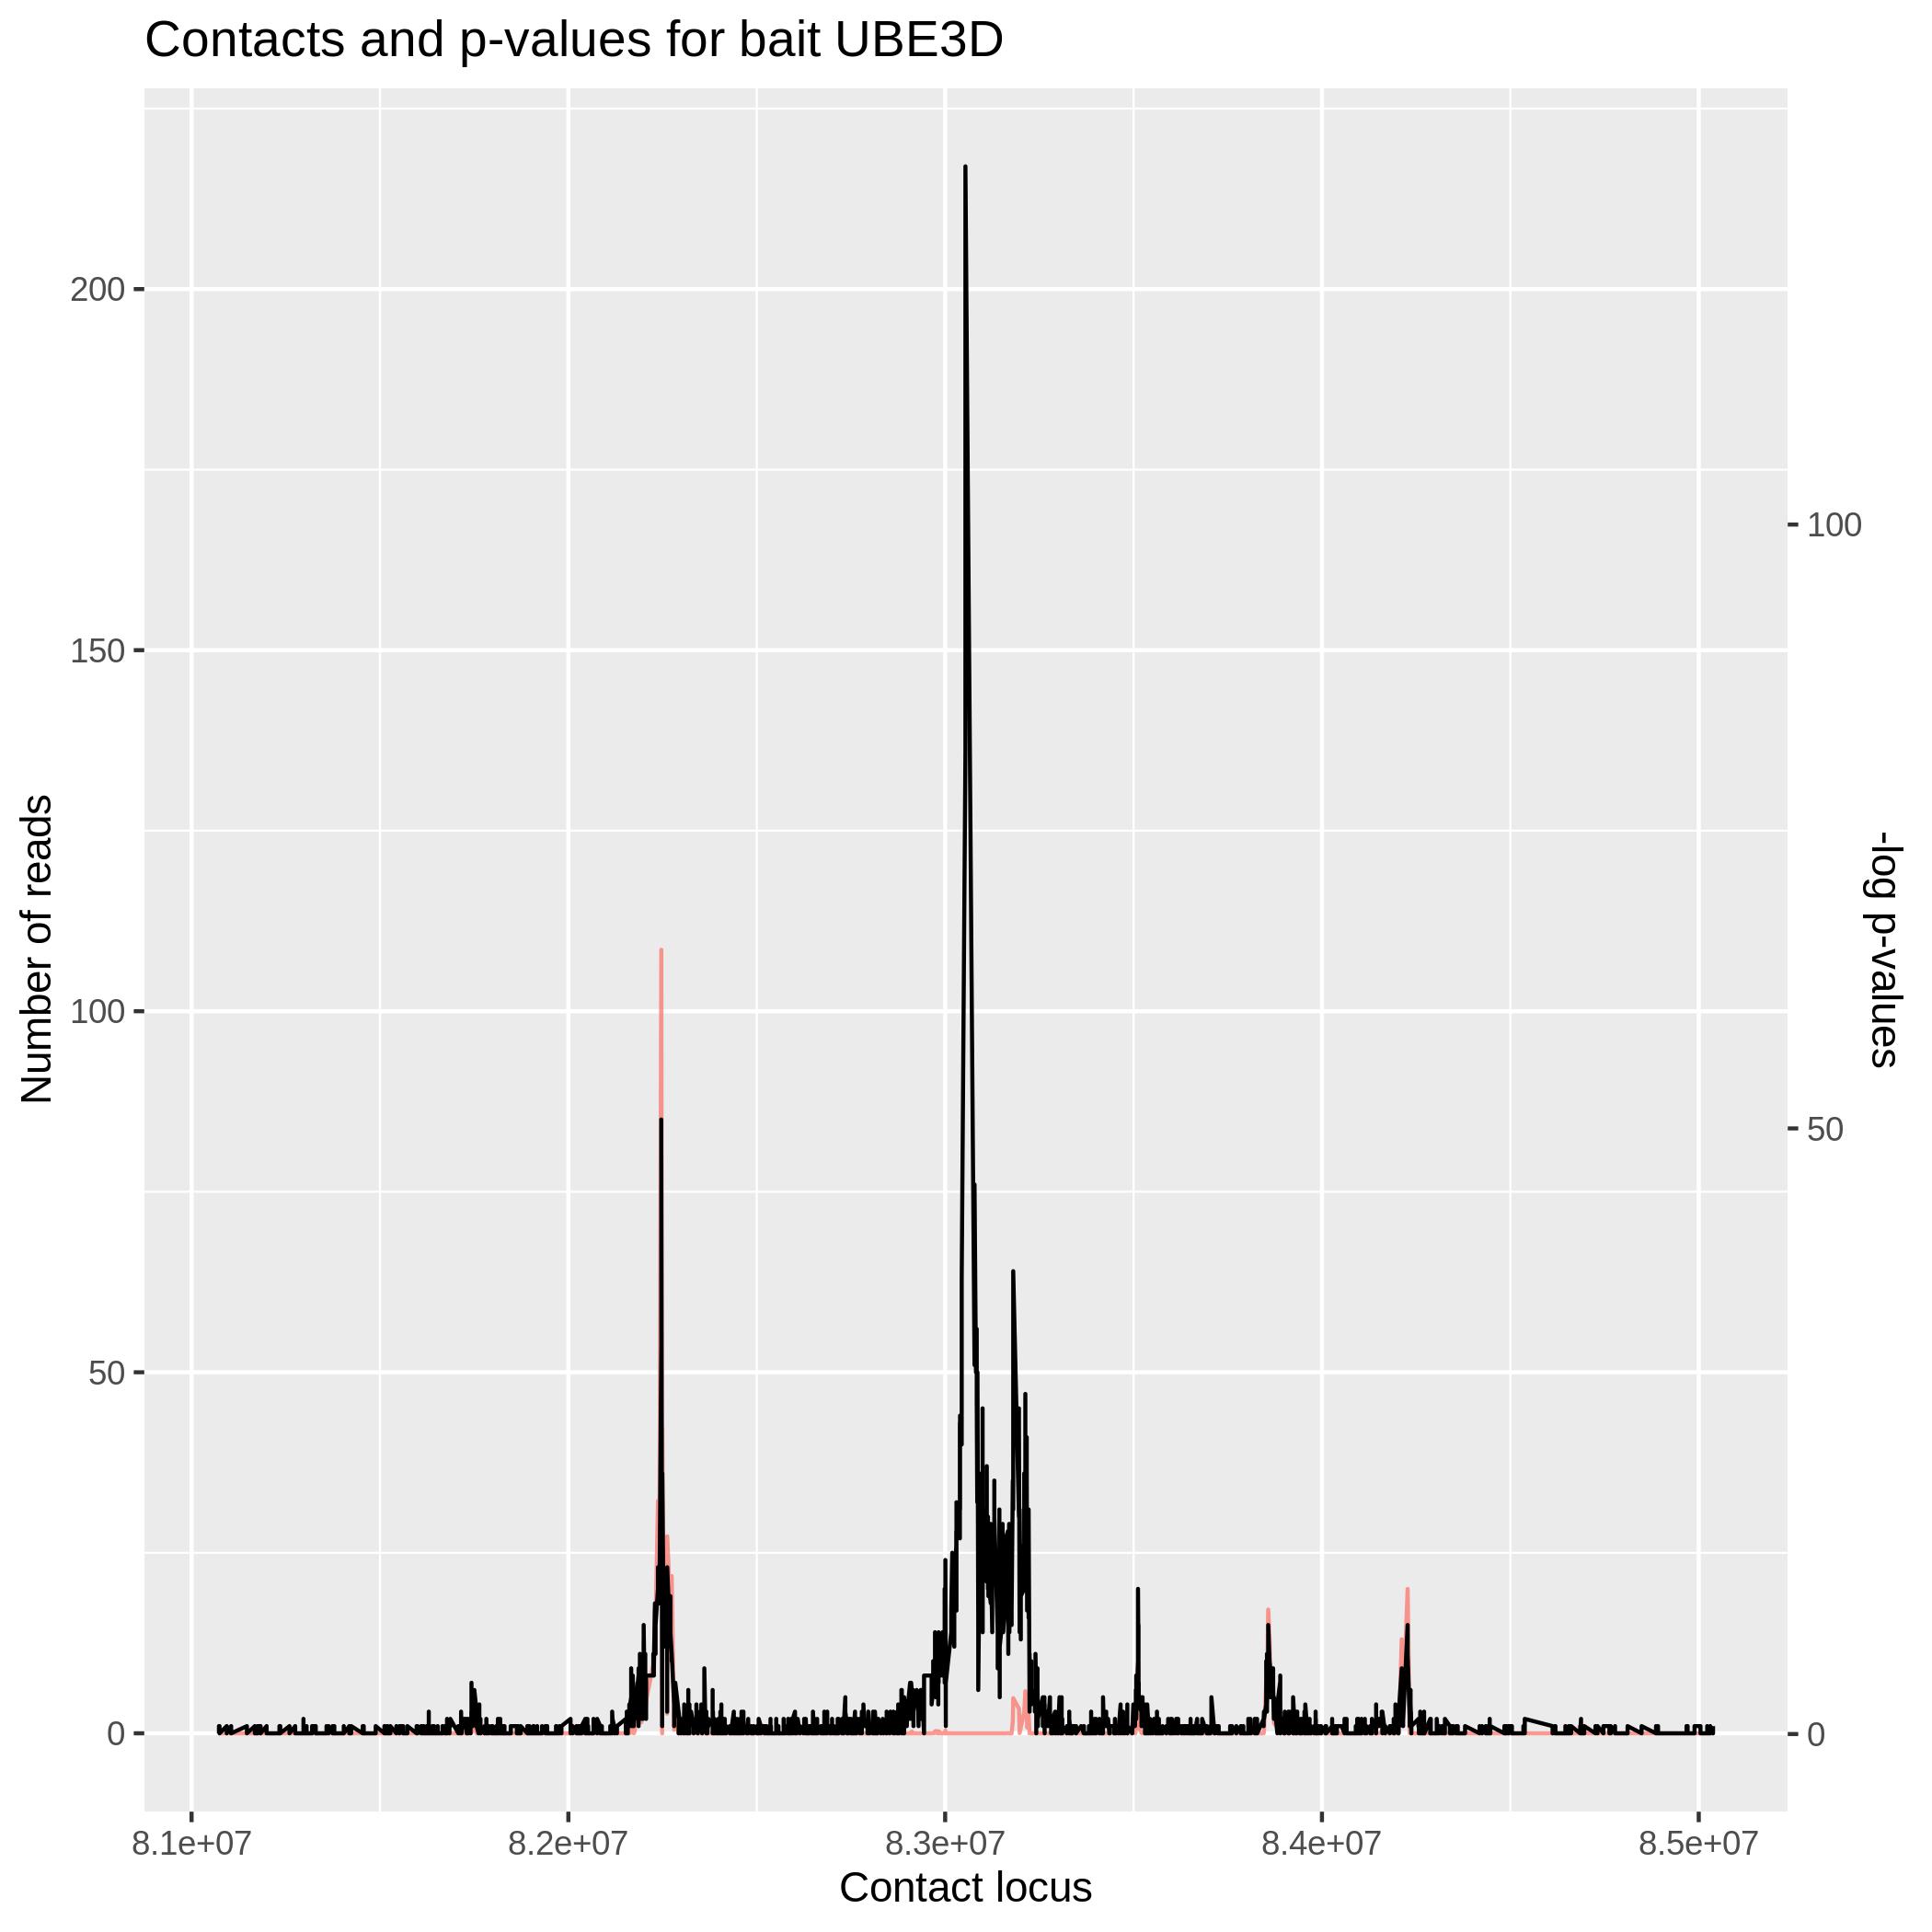 Contacts and p-values for bait UBE3D
Number of reads
200
150
100
50
0
100
50
0
-log p-values
8.1e+07 8.2e+07 8.3e+07 8.4e+07 8.5e+07
Contact locus